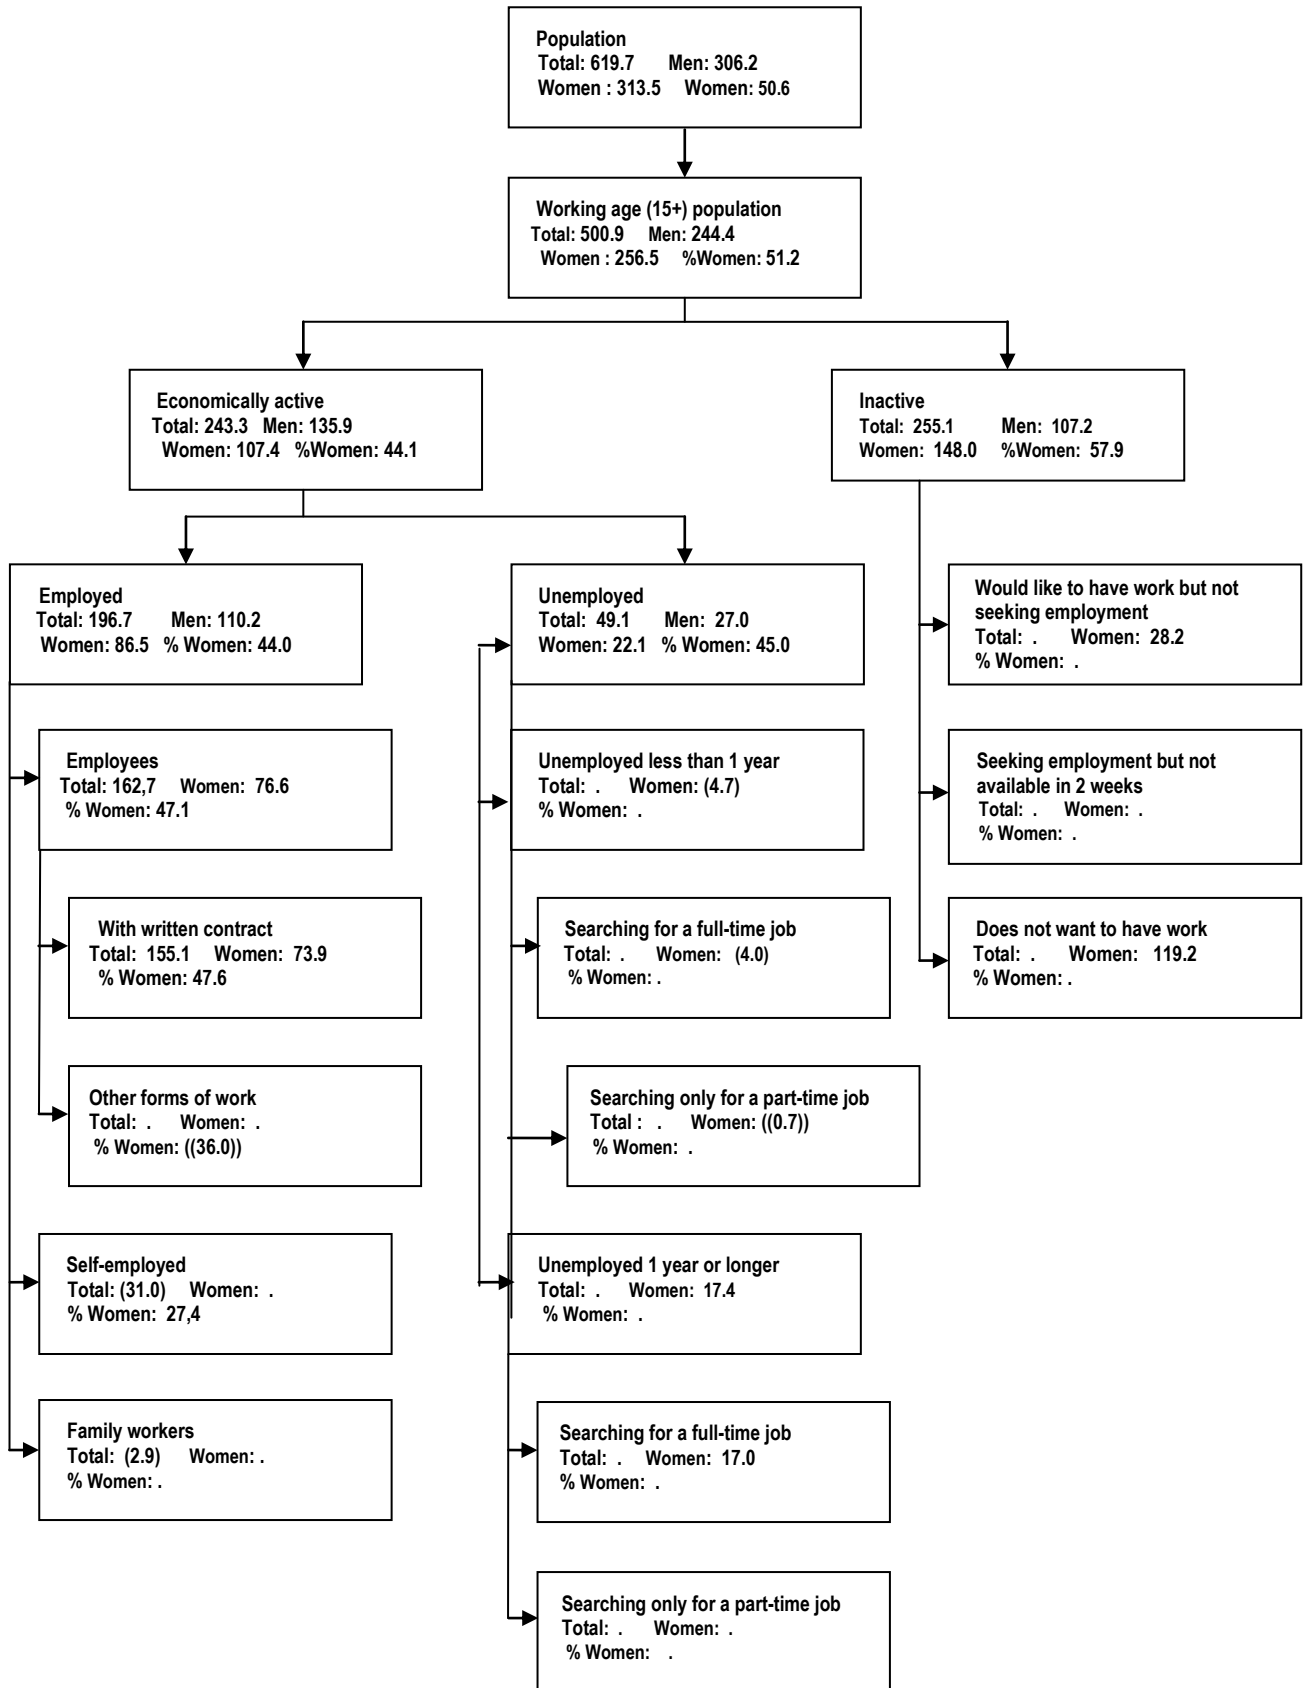 Population
Total: 619.7 Men: 306.2
Women : 313.5 Women: 50.6
Working age (15+) population
Total: 500.9 Men: 244.4
Women : 256.5 %Women: 51.2
Economically active
Total: 243.3 Men: 135.9
Women: 107.4 %Women: 44.1
Inactive
Total: 255.1 Men: 107.2
Women: 148.0 %Women: 57.9
Employed
Total: 196.7 Men: 110.2
Women: 86.5 % Women: 44.0
Employees
Total: 162,7 Women: 76.6
% Women: 47.1
With written contract
Total: 155.1 Women: 73.9
% Women: 47.6
Other forms of work
Total: . Women: .
% Women: ((36.0))
Self-employed
Total: (31.0) Women: .
% Women: 27,4
Family workers
Total: (2.9) Women: .
% Women: .
Unemployed
Total: 49.1 Men: 27.0
Women: 22.1 % Women: 45.0
Unemployed less than 1 year
Total: . Women: (4.7)
% Women: .
Searching for a full-time job
Total: . Women: (4.0)
% Women: .
Searching only for a part-time job
Total : . Women: ((0.7))
% Women: .
Unemployed 1 year or longer
Total: . Women: 17.4
% Women: .
Searching for a full-time job
Total: . Women: 17.0
% Women: .
Searching only for a part-time job
Total: . Women: .
% Women: .
Would like to have work but not
seeking employment
Total: . Women: 28.2
% Women: .
Seeking employment but not
available in 2 weeks
Total: . Women: .
% Women: .
Does not want to have work
Total: . Women: 119.2
% Women: .